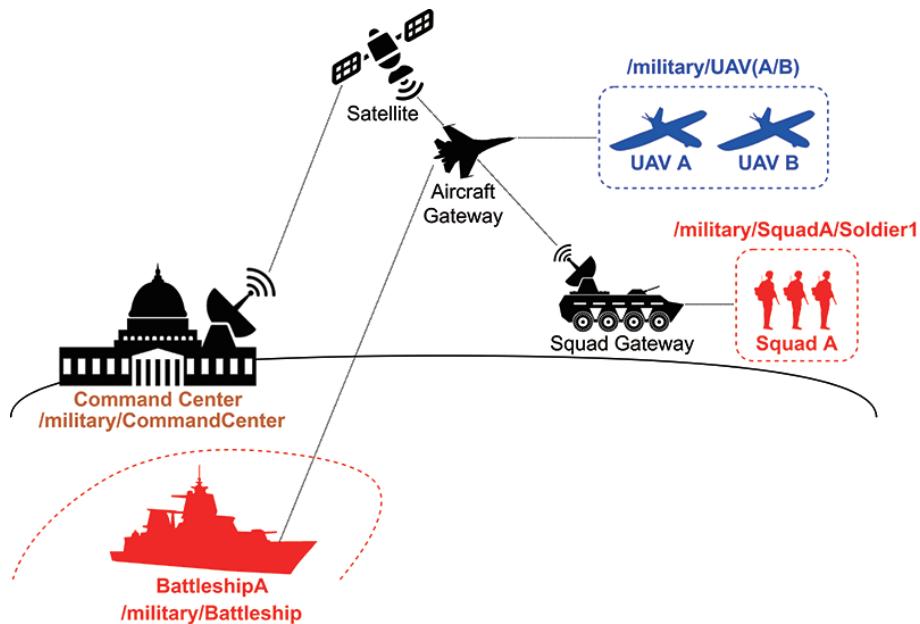 /military/UAV(A/B)
Satellite
UAV A
UAV B
Aircraft
Gateway
/military/SquadA/Soldier1
Squad Gateway
Squad A
Command Center
/military/CommandCenter
BattleshipA
/military/Battleship